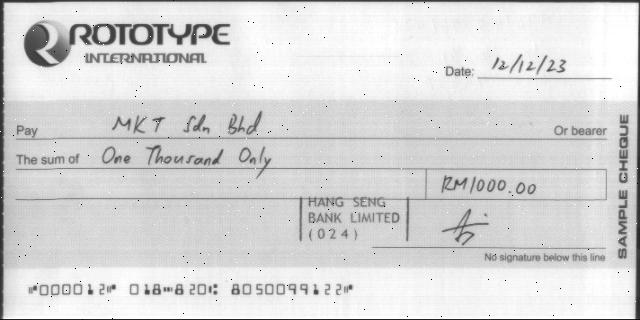 ROTOTYPE
INTERNATIONAL
Date: 12/12/23
Pay MKT Sdn Bhd Or bearer
The sum of One Thousand Only
RM1000.00
HANG SENG
BANK LIMITED
(024)
No signature below this line
SAMPLE CHEQUE
⑈000012⑈ 018⑉820⑆ 8050099122⑈